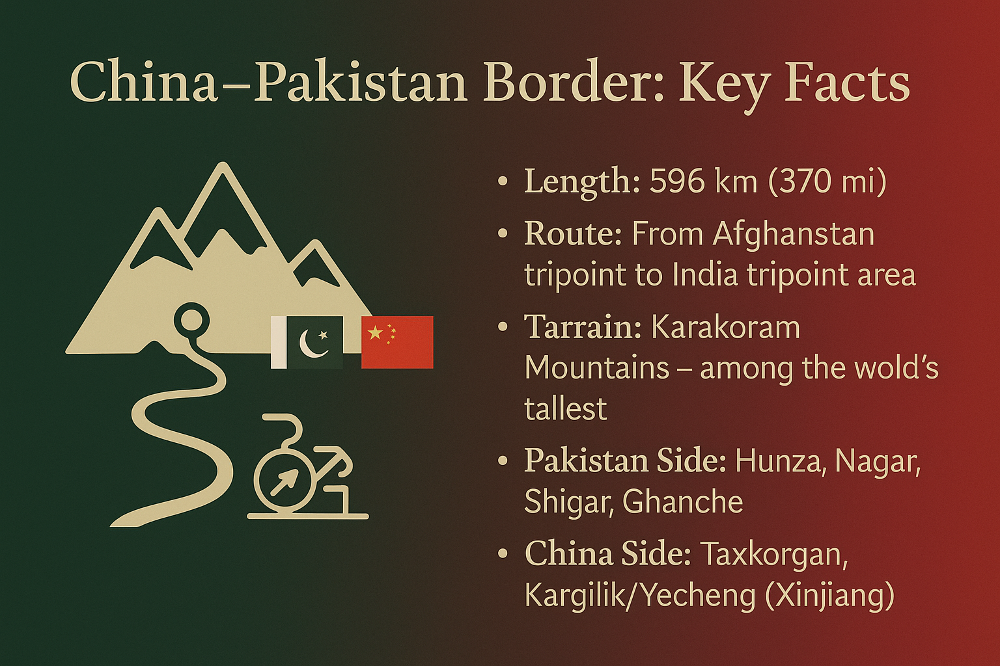 China–Pakistan Border: Key Facts
• Length: 596 km (370 mi)
• Route: From Afghanstan
tripoint to India tripoint area
• Tarrain: Karakoram
Mountains – among the wold's
tallest
• Pakistan Side: Hunza, Nagar,
Shigar, Ghanche
• China Side: Taxkorgan,
Kargilik/Yecheng (Xinjiang)